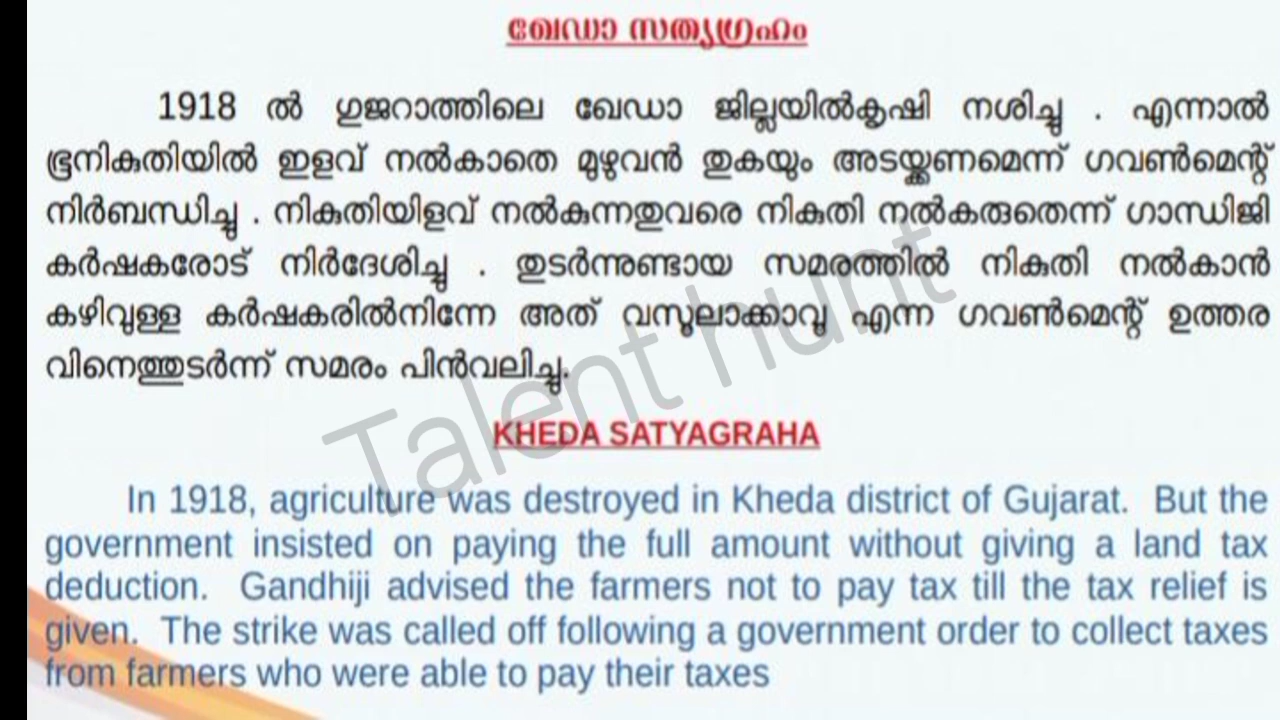 ഖേഡാ സത്യഗ്രഹം
1918 ൽ ഗുജറാത്തിലെ ഖേഡാ ജില്ലയിൽകൃഷി നശിച്ചു . എന്നാൽ
ഭൂനികുതിയിൽ ഇളവ് നൽകാതെ മുഴുവൻ തുകയും അടയ്ക്കണമെന്ന് ഗവൺമെന്റ്
നിർബന്ധിച്ചു . നികുതിയിളവ് നൽകുന്നതുവരെ നികുതി നൽകരുതെന്ന് ഗാന്ധിജി
കർഷകരോട് നിർദേശിച്ചു . തുടർന്നുണ്ടായ സമരത്തിൽ നികുതി നൽകാൻ
കഴിവുള്ള കർഷകരിൽനിന്നേ അത് വസൂലാക്കാവൂ എന്ന ഗവൺമെന്റ് ഉത്തര
വിനെത്തുടർന്ന് സമരം പിൻവലിച്ചു.
Talent hunt
KHEDA SATYAGRAHA
In 1918, agriculture was destroyed in Kheda district of Gujarat. But the
government insisted on paying the full amount without giving a land tax
deduction. Gandhiji advised the farmers not to pay tax till the tax relief is
given. The strike was called off following a government order to collect taxes
from farmers who were able to pay their taxes